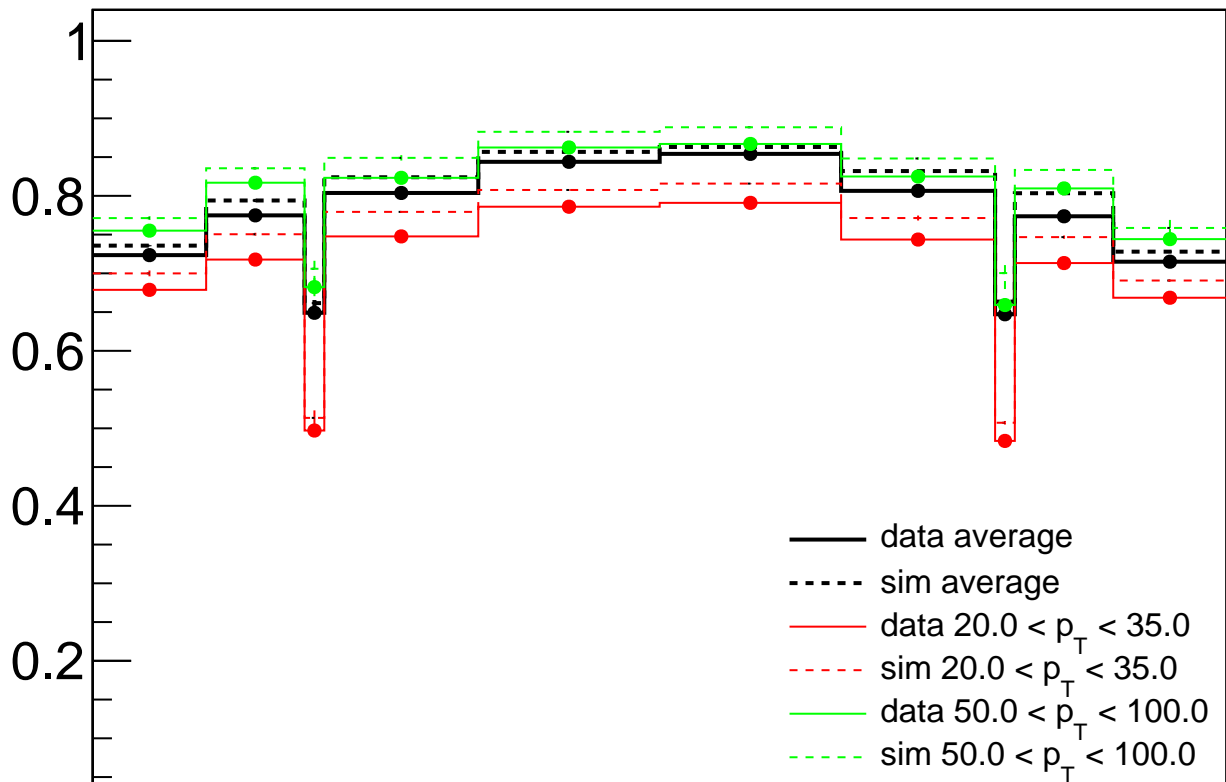 1
0.8
0.6
0.4
0.2
data average
sim average
data 20.0 < p_T < 35.0
sim 20.0 < p_T < 35.0
data 50.0 < p_T < 100.0
sim 50.0 < p_T < 100.0